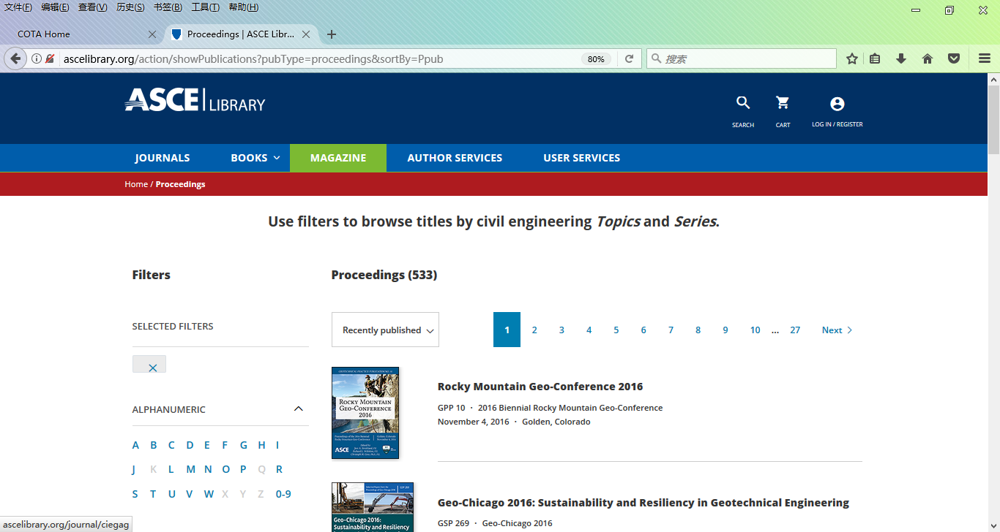 文件(F) 编辑(E) 查看(V) 历史(S) 书签(B) 工具(T) 帮助(H)
COTA Home
Proceedings | ASCE Libr...
ascelibrary.org/action/showPublications?pubType=proceedings&sortBy=Ppub
80%
搜索
ASCE LIBRARY
SEARCH
CART
LOG IN / REGISTER
JOURNALS BOOKS MAGAZINE AUTHOR SERVICES USER SERVICES
Home / Proceedings
Use filters to browse titles by civil engineering Topics and Series.
Filters
Proceedings (533)
SELECTED FILTERS
Recently published
1 2 3 4 5 6 7 8 9 10 ... 27 Next
ROCKY MOUNTAIN
GEO-CONFERENCE
2016
ASCE
Rocky Mountain Geo-Conference 2016
GPP 10 · 2016 Biennial Rocky Mountain Geo-Conference
November 4, 2016 · Golden, Colorado
ALPHANUMERIC
A B C D E F G H I
J K L M N O P Q R
S T U V W X Y Z 0-9
Geo-Chicago 2016:
Sustainability and Resiliency
Geo-Chicago 2016: Sustainability and Resiliency in Geotechnical Engineering
GSP 269 · Geo-Chicago 2016
ascelibrary.org/journal/ciegag